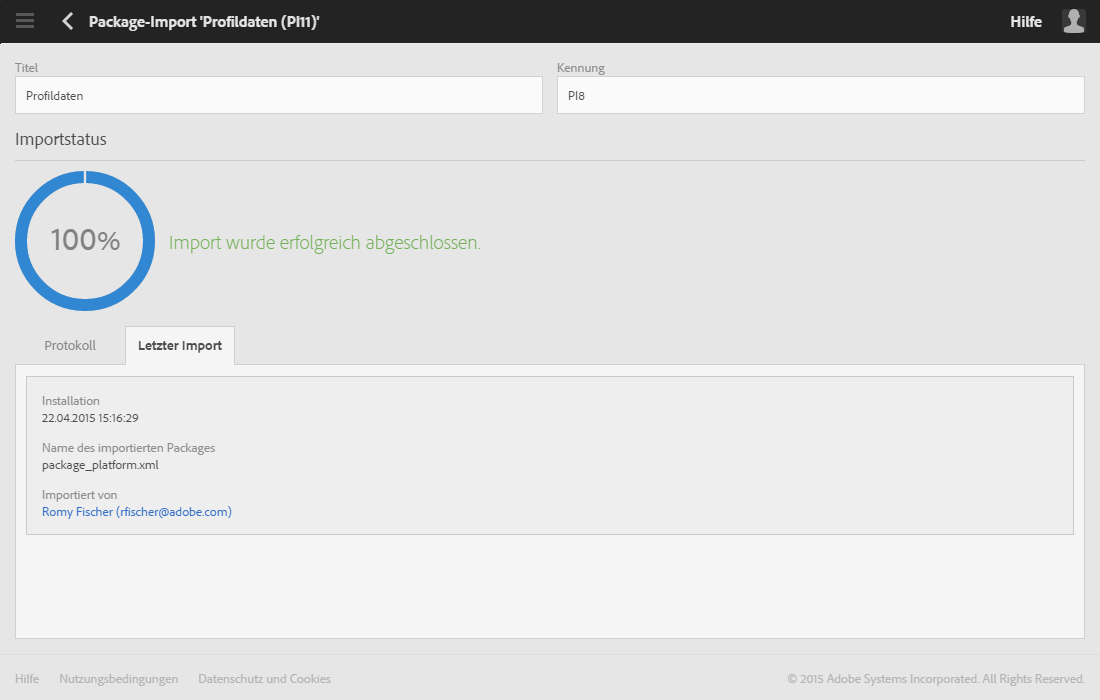 Package-Import 'Profildaten (PI11)'
Hilfe
Titel
Kennung
Profildaten
PI8
Importstatus
100%
Import wurde erfolgreich abgeschlossen.
Protokoll
Letzter Import
Installation
22.04.2015 15:16:29
Name des importierten Packages
package_platform.xml
Importiert von
Romy Fischer (rfischer@adobe.com)
Hilfe
Nutzungsbedingungen
Datenschutz und Cookies
© 2015 Adobe Systems Incorporated. All Rights Reserved.